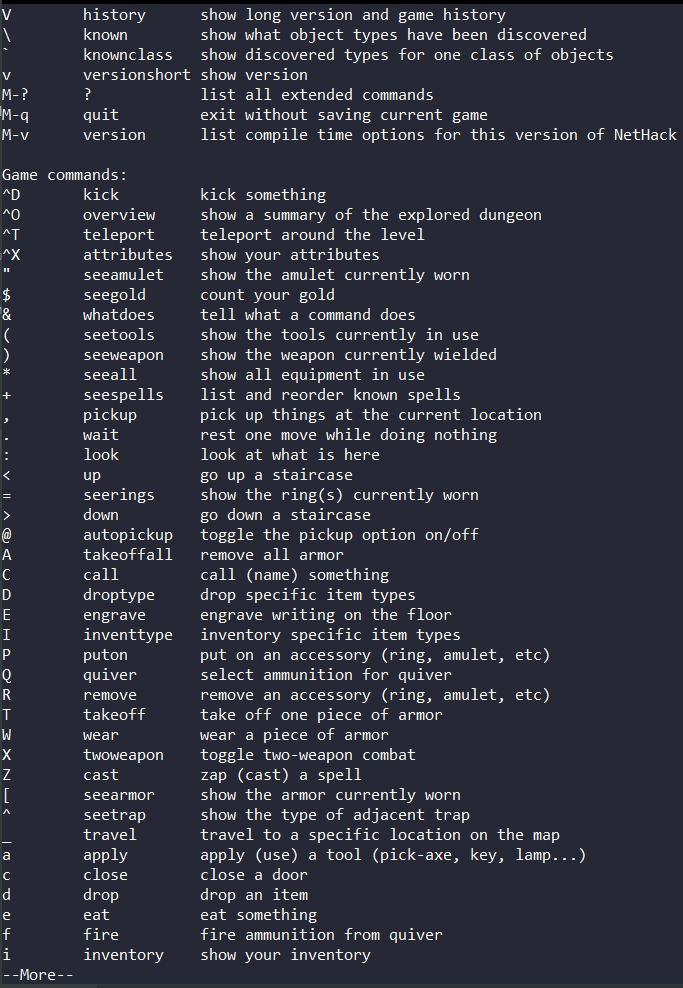 V       history      show long version and game history
\       known        show what object types have been discovered
`       knownclass   show discovered types for one class of objects
v       versionshort show version
M-?     ?            list all extended commands
M-q     quit         exit without saving current game
M-v     version      list compile time options for this version of NetHack

Game commands:
^D      kick         kick something
^O      overview     show a summary of the explored dungeon
^T      teleport     teleport around the level
^X      attributes   show your attributes
"       seeamulet    show the amulet currently worn
$       seegold      count your gold
&       whatdoes     tell what a command does
(       seetools     show the tools currently in use
)       seeweapon    show the weapon currently wielded
*       seeall       show all equipment in use
+       seespells    list and reorder known spells
,       pickup       pick up things at the current location
.       wait         rest one move while doing nothing
:       look         look at what is here
<       up           go up a staircase
=       seerings     show the ring(s) currently worn
>       down         go down a staircase
@       autopickup   toggle the pickup option on/off
A       takeoffall   remove all armor
C       call         call (name) something
D       droptype     drop specific item types
E       engrave      engrave writing on the floor
I       inventtype   inventory specific item types
P       puton        put on an accessory (ring, amulet, etc)
Q       quiver       select ammunition for quiver
R       remove       remove an accessory (ring, amulet, etc)
T       takeoff      take off one piece of armor
W       wear         wear a piece of armor
X       twoweapon    toggle two-weapon combat
Z       cast         zap (cast) a spell
[       seearmor     show the armor currently worn
^       seetrap      show the type of adjacent trap
_       travel       travel to a specific location on the map
a       apply        apply (use) a tool (pick-axe, key, lamp...)
c       close        close a door
d       drop         drop an item
e       eat          eat something
f       fire         fire ammunition from quiver
i       inventory    show your inventory
--More--